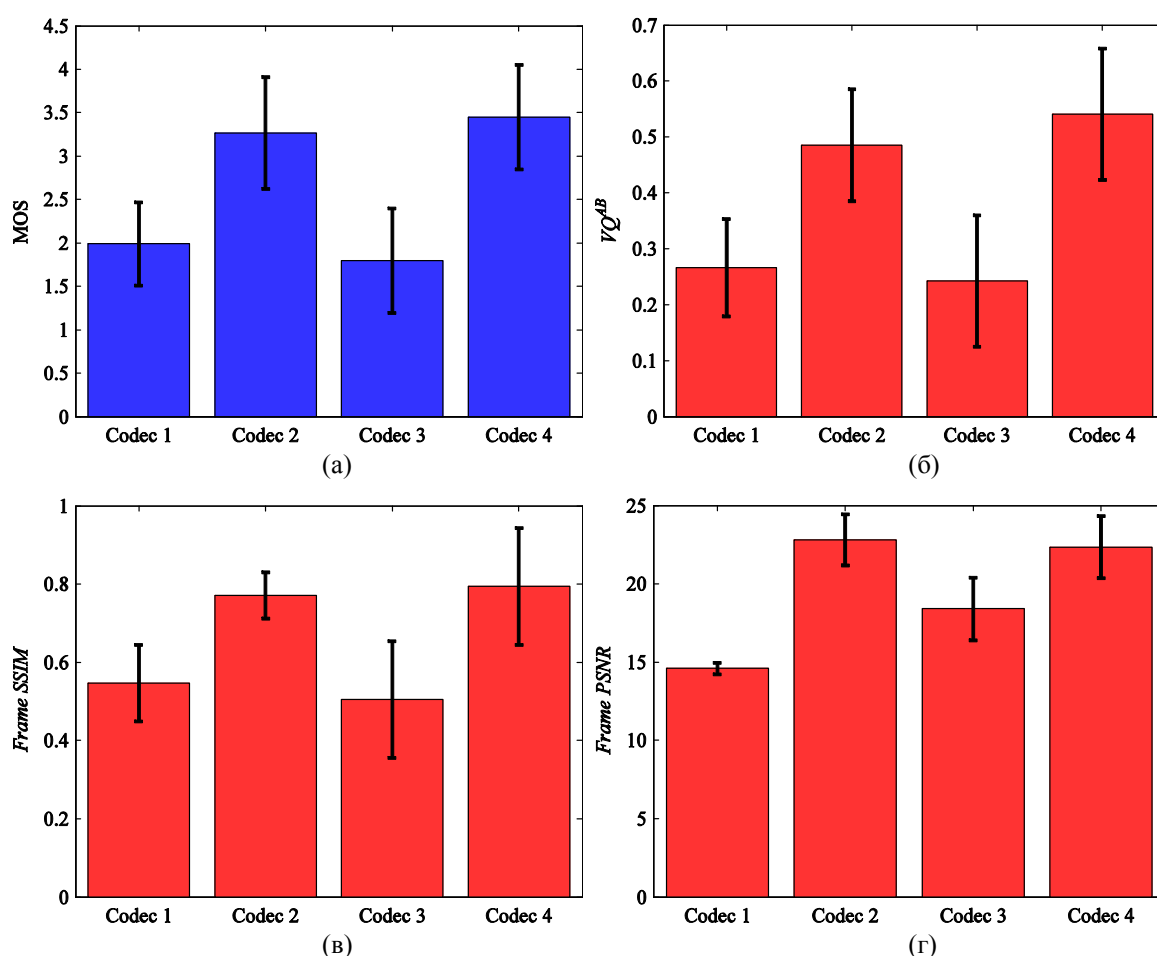 4.5
4
3.5
3
2.5
2
1.5
1
0.5
0
MOS
Codec 1 Codec 2 Codec 3 Codec 4
(а)
0.7
0.6
0.5
0.4
0.3
0.2
0.1
0
VQ^AB
Codec 1 Codec 2 Codec 3 Codec 4
(б)
1
0.8
0.6
0.4
0.2
0
Frame SSIM
Codec 1 Codec 2 Codec 3 Codec 4
(в)
25
20
15
10
5
0
Frame PSNR
Codec 1 Codec 2 Codec 3 Codec 4
(г)